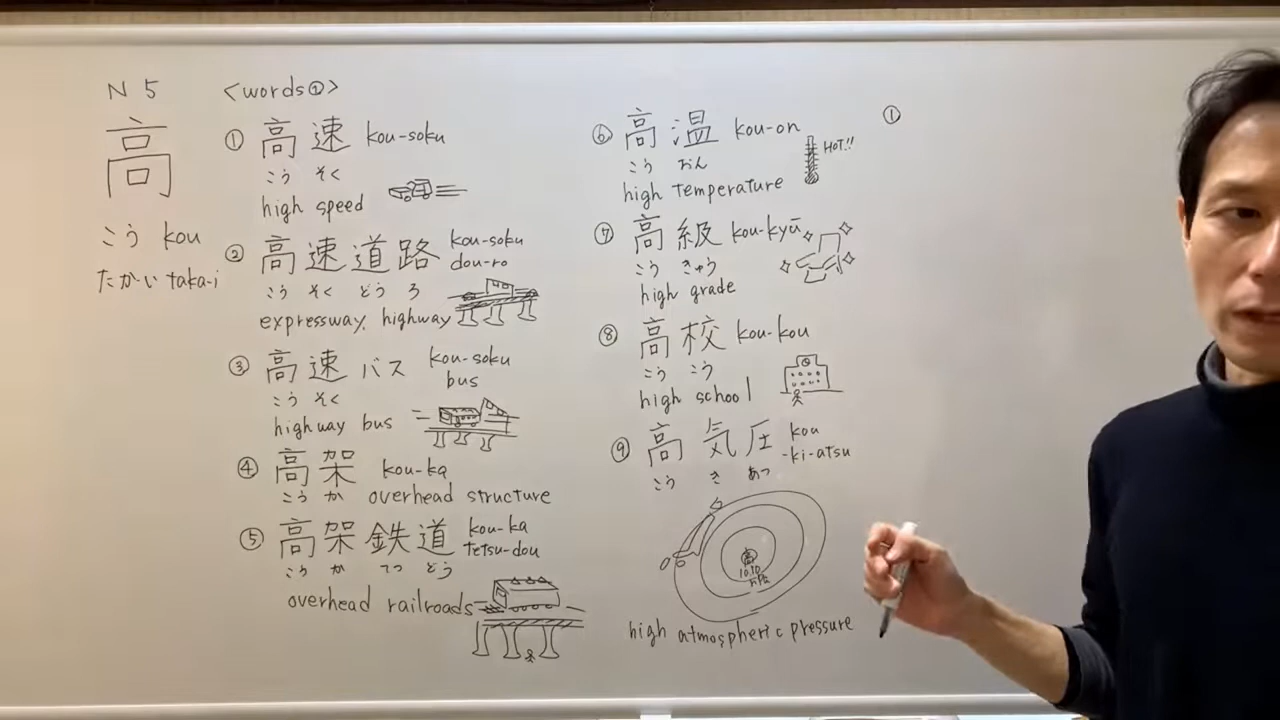 N5
高
こう kou
たかい taka-i
<words①>
① 高速 kou-soku
こう そく
high speed
② 高速道路 kou-soku
dou-ro
こう そく どう ろ
expressway, highway
③ 高速バス kou-soku
bus
こう そく
highway bus
④ 高架 kou-ka
こう か overhead structure
⑤ 高架鉄道 kou-ka
tetsu-dou
こう か てつ どう
overhead railroads
⑥ 高温 kou-on
こう おん
HOT!!
high temperature
⑦ 高級 kou-kyū
こう きゅう
high grade
⑧ 高校 kou-kou
こう こう
high school
⑨ 高気圧 kou
-ki-atsu
こう き あつ
高
1010
hPa
high atmospheric pressure
①